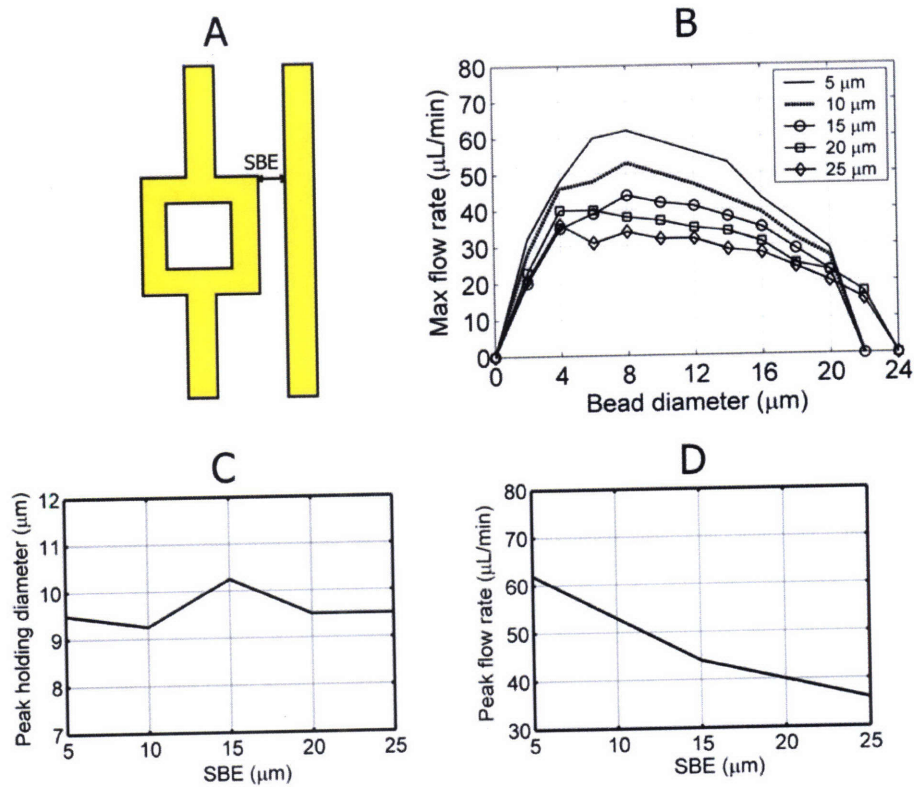 A
SBE
B
Max flow rate (μL/min)
80
70
60
50
40
30
20
10
0
5 μm
10 μm
15 μm
20 μm
25 μm
0 4 8 12 16 20 24
Bead diameter (μm)
C
Peak holding diameter (μm)
12
11
10
9
8
7
5 10 15 20 25
SBE (μm)
D
Peak flow rate (μL/min)
80
70
60
50
40
30
5 10 15 20 25
SBE (μm)